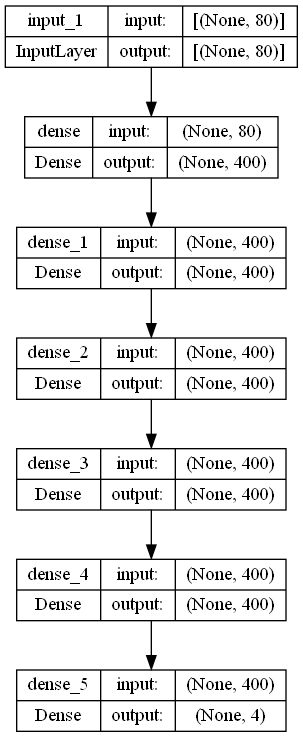 input_1 input: [(None, 80)]
InputLayer output: [(None, 80)]
dense input: (None, 80)
Dense output: (None, 400)
dense_1 input: (None, 400)
Dense output: (None, 400)
dense_2 input: (None, 400)
Dense output: (None, 400)
dense_3 input: (None, 400)
Dense output: (None, 400)
dense_4 input: (None, 400)
Dense output: (None, 400)
dense_5 input: (None, 400)
Dense output: (None, 4)